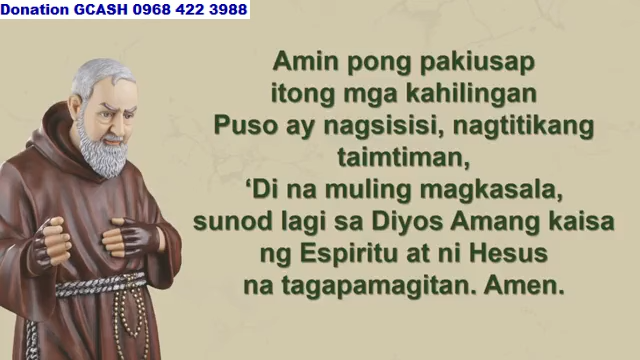 Donation GCASH 0968 422 3988
Amin pong pakiusap
itong mga kahilingan
Puso ay nagsisisi, nagtitikang
taimtiman,
‘Di na muling magkasala,
sunod lagi sa Diyos Amang kaisa
ng Espiritu at ni Hesus
na tagapamagitan. Amen.